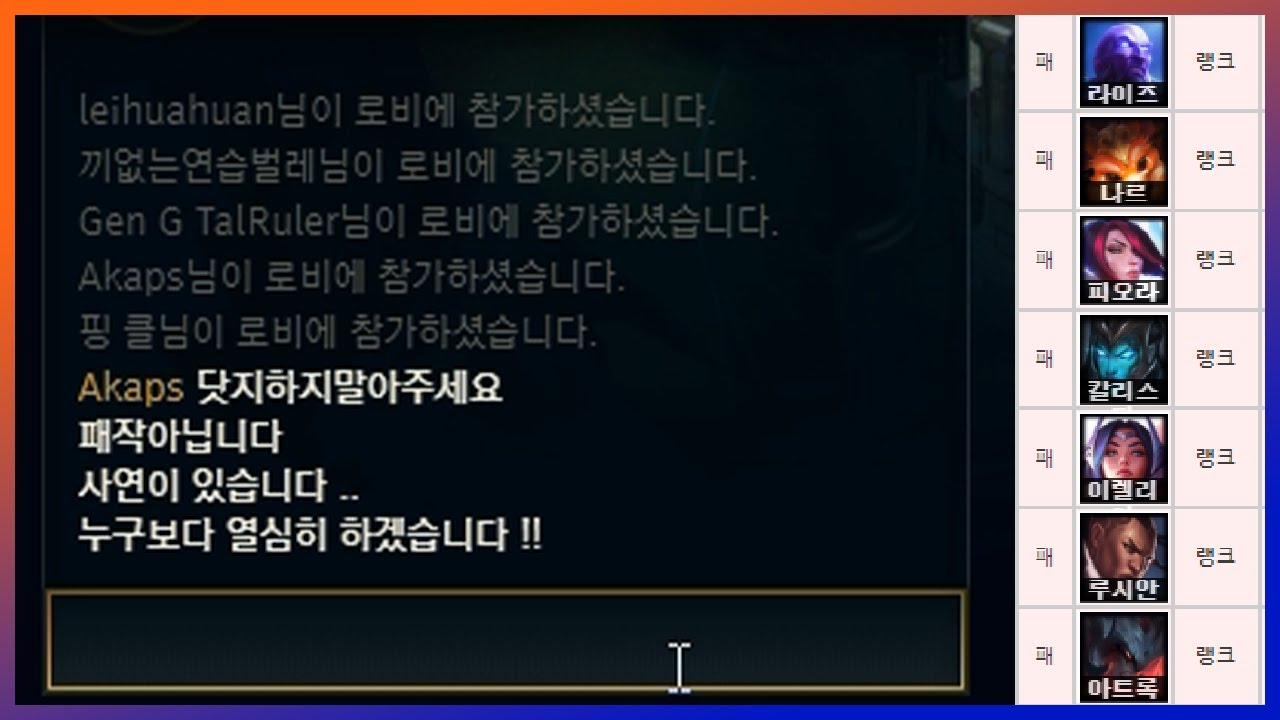 leihuahuan님이 로비에 참가하셨습니다.
끼없는연습벌레님이 로비에 참가하셨습니다.
Gen G TalRuler님이 로비에 참가하셨습니다.
Akaps님이 로비에 참가하셨습니다.
핑 클님이 로비에 참가하셨습니다.
Akaps 닷지하지말아주세요
패작아닙니다
사연이 있습니다 ..
누구보다 열심히 하겠습니다 !!
패 라이즈 랭크
패 나르 랭크
패 피오라 랭크
패 칼리스 랭크
패 이렐리 랭크
패 루시안 랭크
패 아트록 랭크